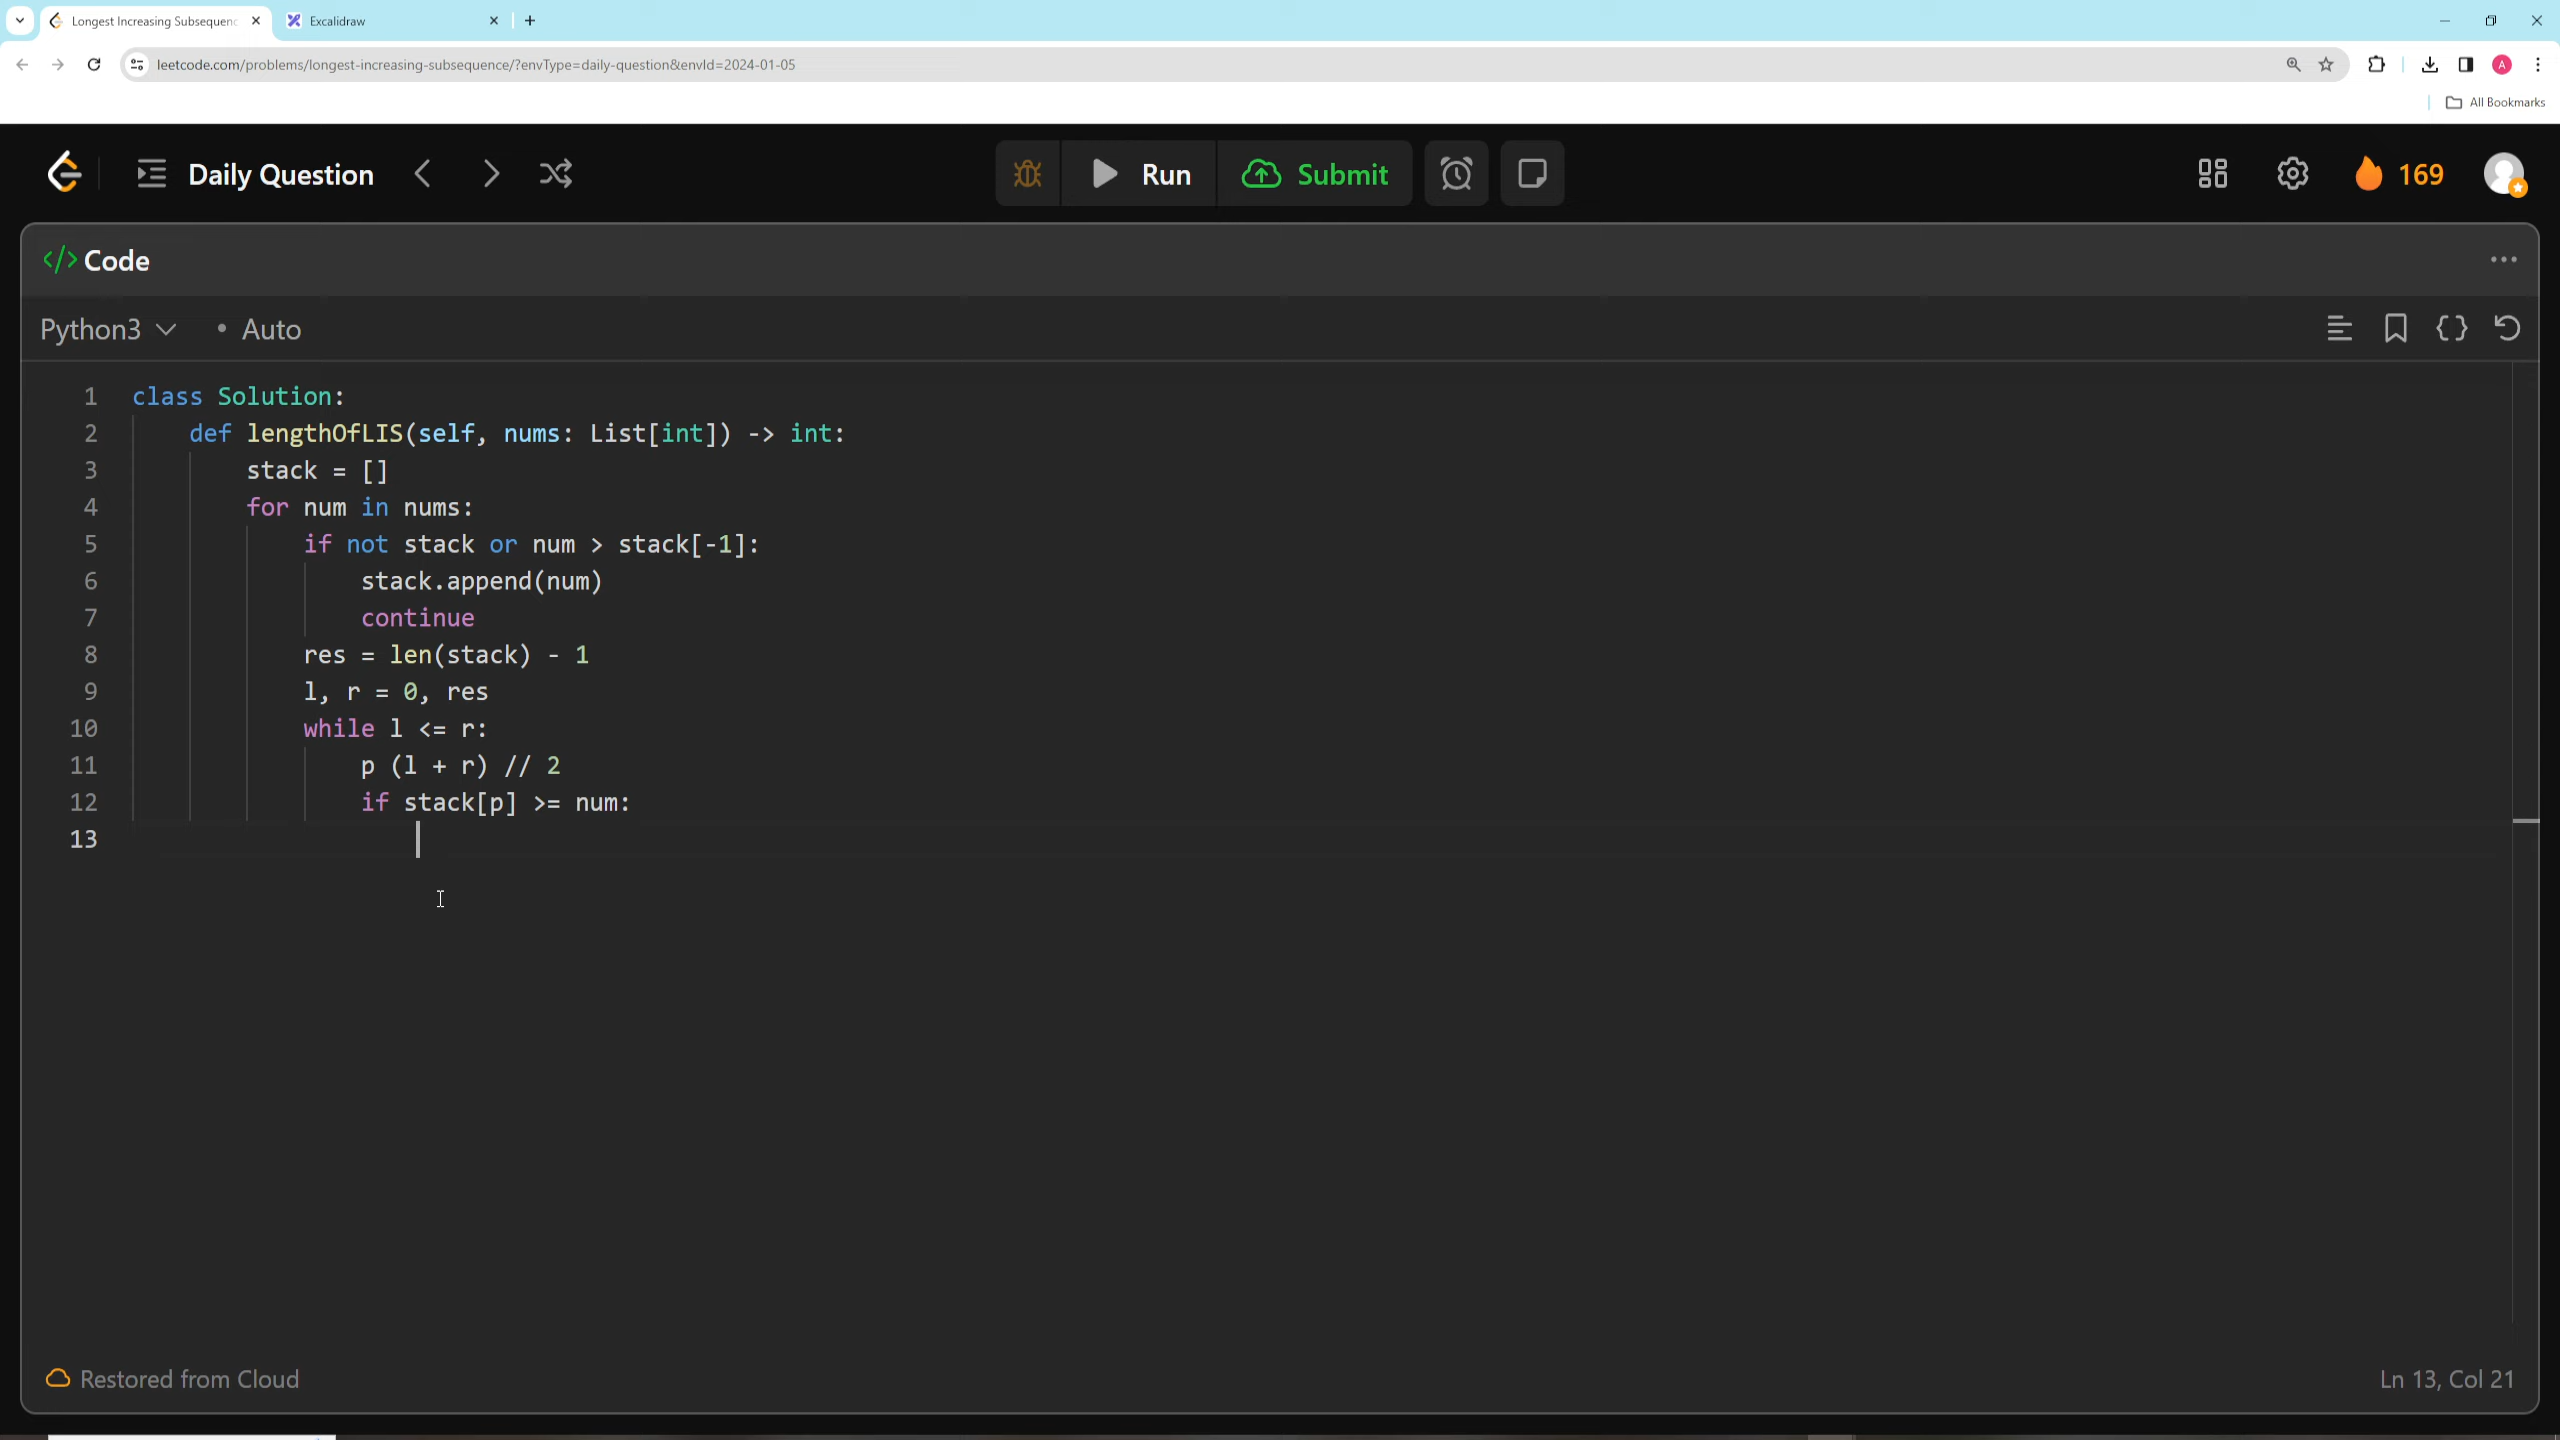 Longest Increasing Subsequenc
Excalidraw
leetcode.com/problems/longest-increasing-subsequence/?envType=daily-question&envId=2024-01-05
A
All Bookmarks
Daily Question
Run
Submit
169
</> Code
Python3 • Auto
1 class Solution:
2 def lengthOfLIS(self, nums: List[int]) -> int:
3 stack = []
4 for num in nums:
5 if not stack or num > stack[-1]:
6 stack.append(num)
7 continue
8 res = len(stack) - 1
9 l, r = 0, res
10 while l <= r:
11 p (l + r) // 2
12 if stack[p] >= num:
13
Restored from Cloud
Ln 13, Col 21